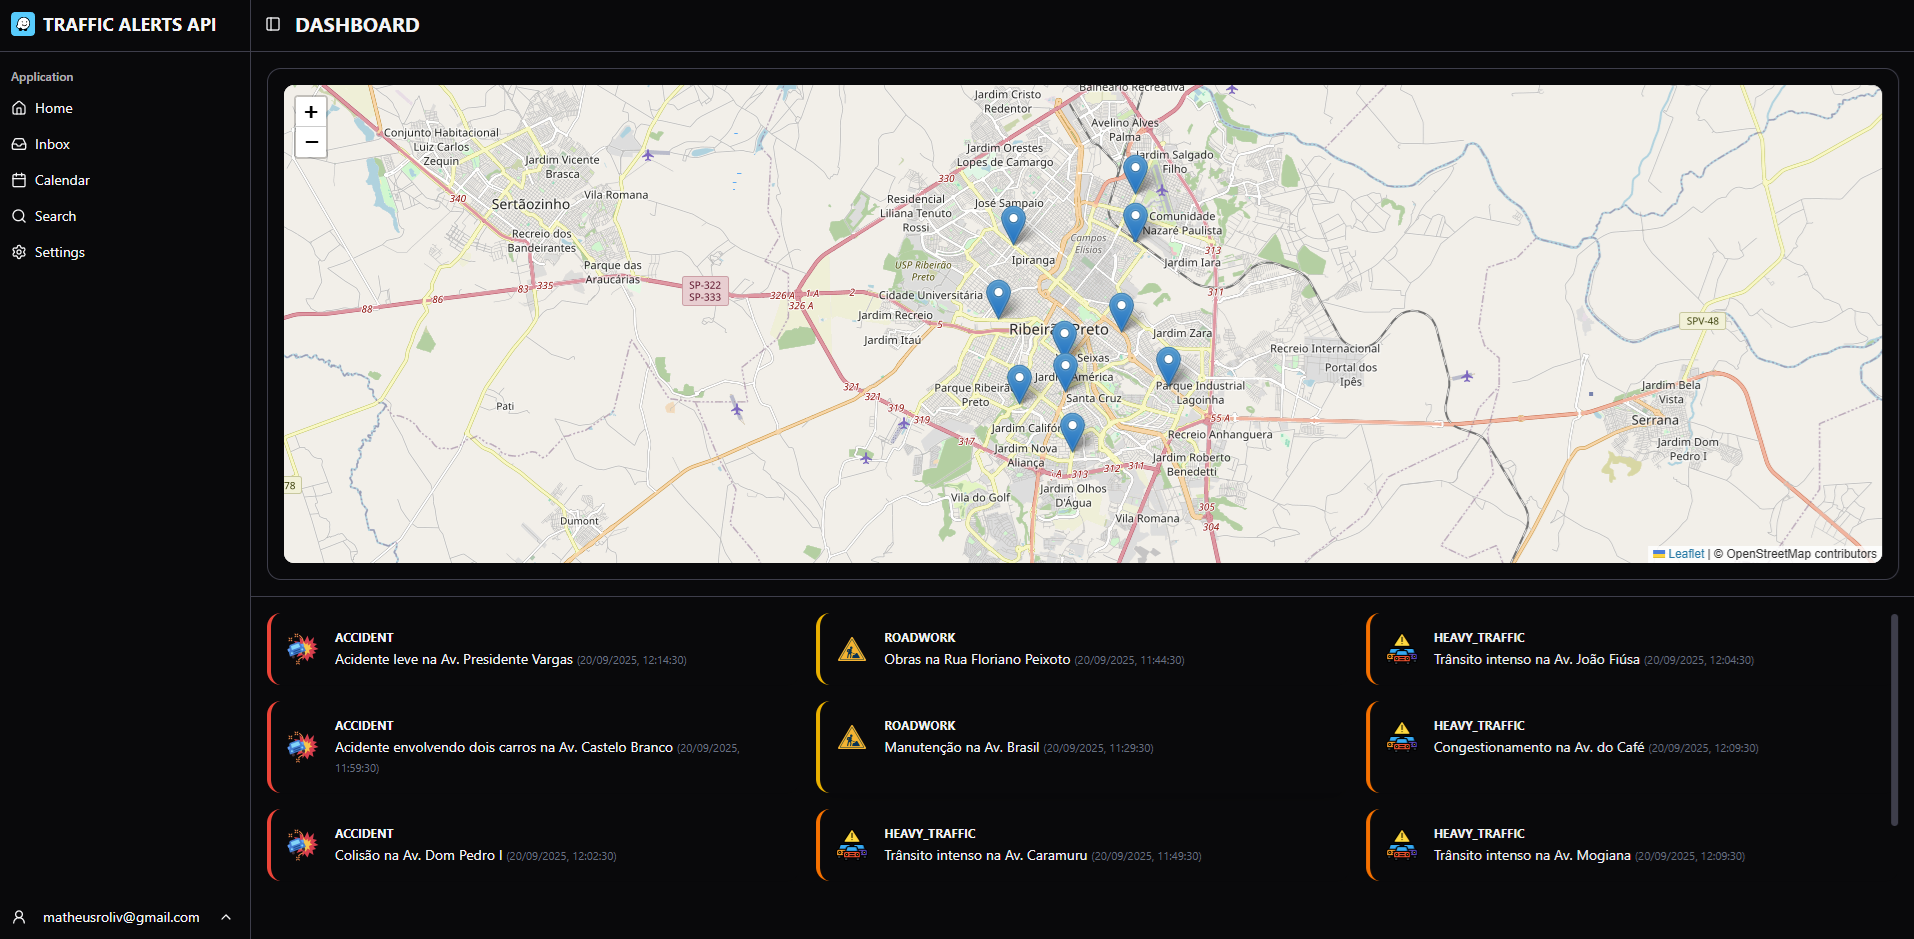 TRAFFIC ALERTS API
DASHBOARD
Application
Home
Inbox
Calendar
Search
Settings
+
−
Jardim Cristo
Redentor
Balneário Recreativa
Avelino Alves
Palma
Conjunto Habitacional
Luiz Carlos
Zequin
Jardim Vicente
Brasca
Jardim Orestes
Lopes de Camargo
Jardim Salgado
Filho
330
Vila Romana
340
Sertãozinho
Residencial
Liliana Tenuto
Rossi
José Sampaio
Comunidade
Nazaré Paulista
Recreio dos
Bandeirantes
Campos
Elísios
313
Parque das
Araucárias
USP Ribeirão
Preto
Ipiranga
Jardim Iara
83
335
SP-322
SP-333
326 A
1 A
2
326 A
Cidade Universitária
311
86
88
Jardim Recreio
5
Ribeirão Preto
Jardim Zara
SPV-48
Jardim Itaú
Seixas
Recreio Internacional
Portal dos
Ipês
321
Parque Ribeirão
Preto
Jardim América
Parque Industrial
Lagoinha
Jardim Bela
Vista
Santa Cruz
Pati
321
319
319
55 A
Serrana
317
Jardim Califór
Recreio Anhanguera
Jardim Dom
Pedro I
Jardim Nova
Aliança
Jardim Roberto
Benedetti
A
313
312
311
78
Vila do Golf
Jardim Olhos
D'Água
305
304
Dumont
Vila Romana
Leaflet | © OpenStreetMap contributors
ACCIDENT
Acidente leve na Av. Presidente Vargas (20/09/2025, 12:14:30)
ROADWORK
Obras na Rua Floriano Peixoto (20/09/2025, 11:44:30)
HEAVY_TRAFFIC
Trânsito intenso na Av. João Fiúsa (20/09/2025, 12:04:30)
ACCIDENT
Acidente envolvendo dois carros na Av. Castelo Branco (20/09/2025,
11:59:30)
ROADWORK
Manutenção na Av. Brasil (20/09/2025, 11:29:30)
HEAVY_TRAFFIC
Congestionamento na Av. do Café (20/09/2025, 12:09:30)
ACCIDENT
Colisão na Av. Dom Pedro I (20/09/2025, 12:02:30)
HEAVY_TRAFFIC
Trânsito intenso na Av. Caramuru (20/09/2025, 11:49:30)
HEAVY_TRAFFIC
Trânsito intenso na Av. Mogiana (20/09/2025, 12:09:30)
matheusroliv@gmail.com